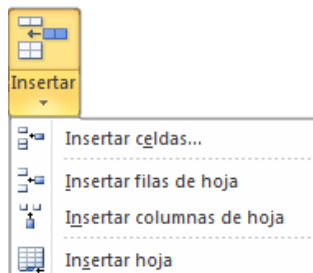 Insertar
Insertar celdas...
Insertar filas de hoja
Insertar columnas de hoja
Insertar hoja